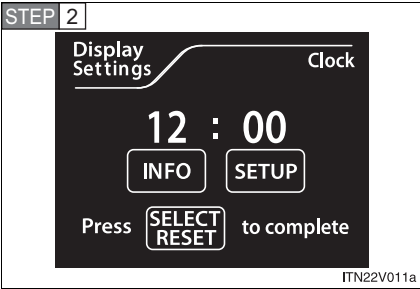 STEP 2
Display
Settings
Clock
12 : 00
INFO SETUP
Press SELECT RESET to complete
ITN22V011a